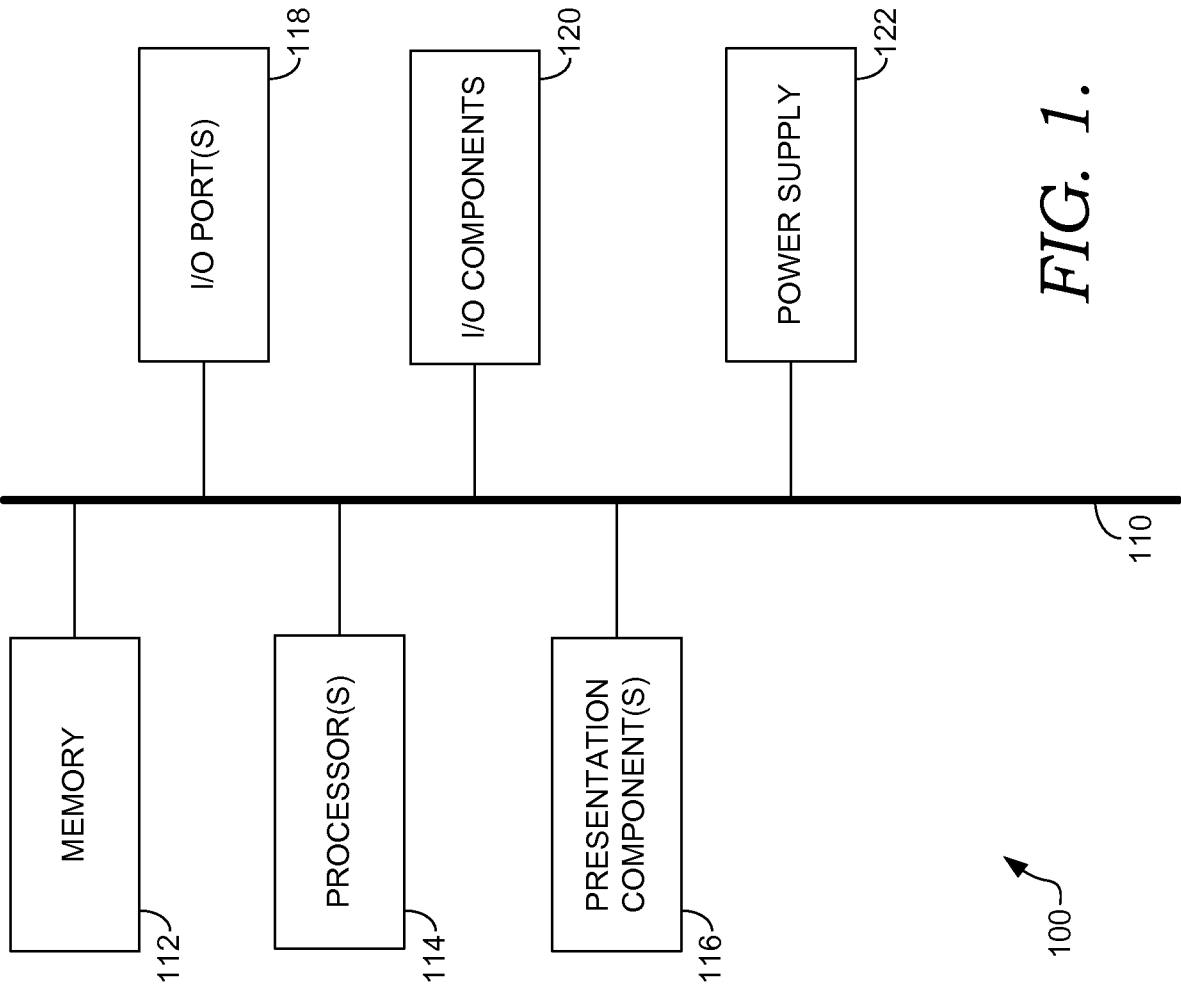 MEMORY
112
PROCESSOR(S)
114
PRESENTATION
COMPONENT(S)
116
I/O PORT(S)
118
I/O COMPONENTS
120
POWER SUPPLY
122
110
100
FIG. 1.